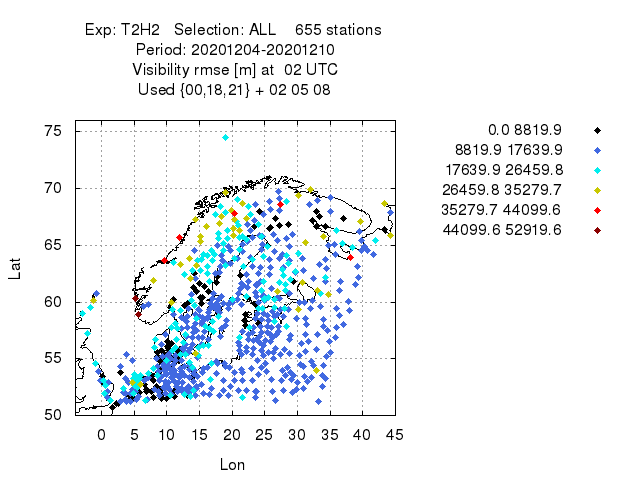 Exp: T2H2 Selection: ALL 655 stations
Period: 20201204-20201210
Visibility rmse [m] at 02 UTC
Used {00,18,21} + 02 05 08
0.0 8819.9
8819.9 17639.9
17639.9 26459.8
26459.8 35279.7
35279.7 44099.6
44099.6 52919.6
75
70
65
60
55
50
Lat
0 5 10 15 20 25 30 35 40 45
Lon